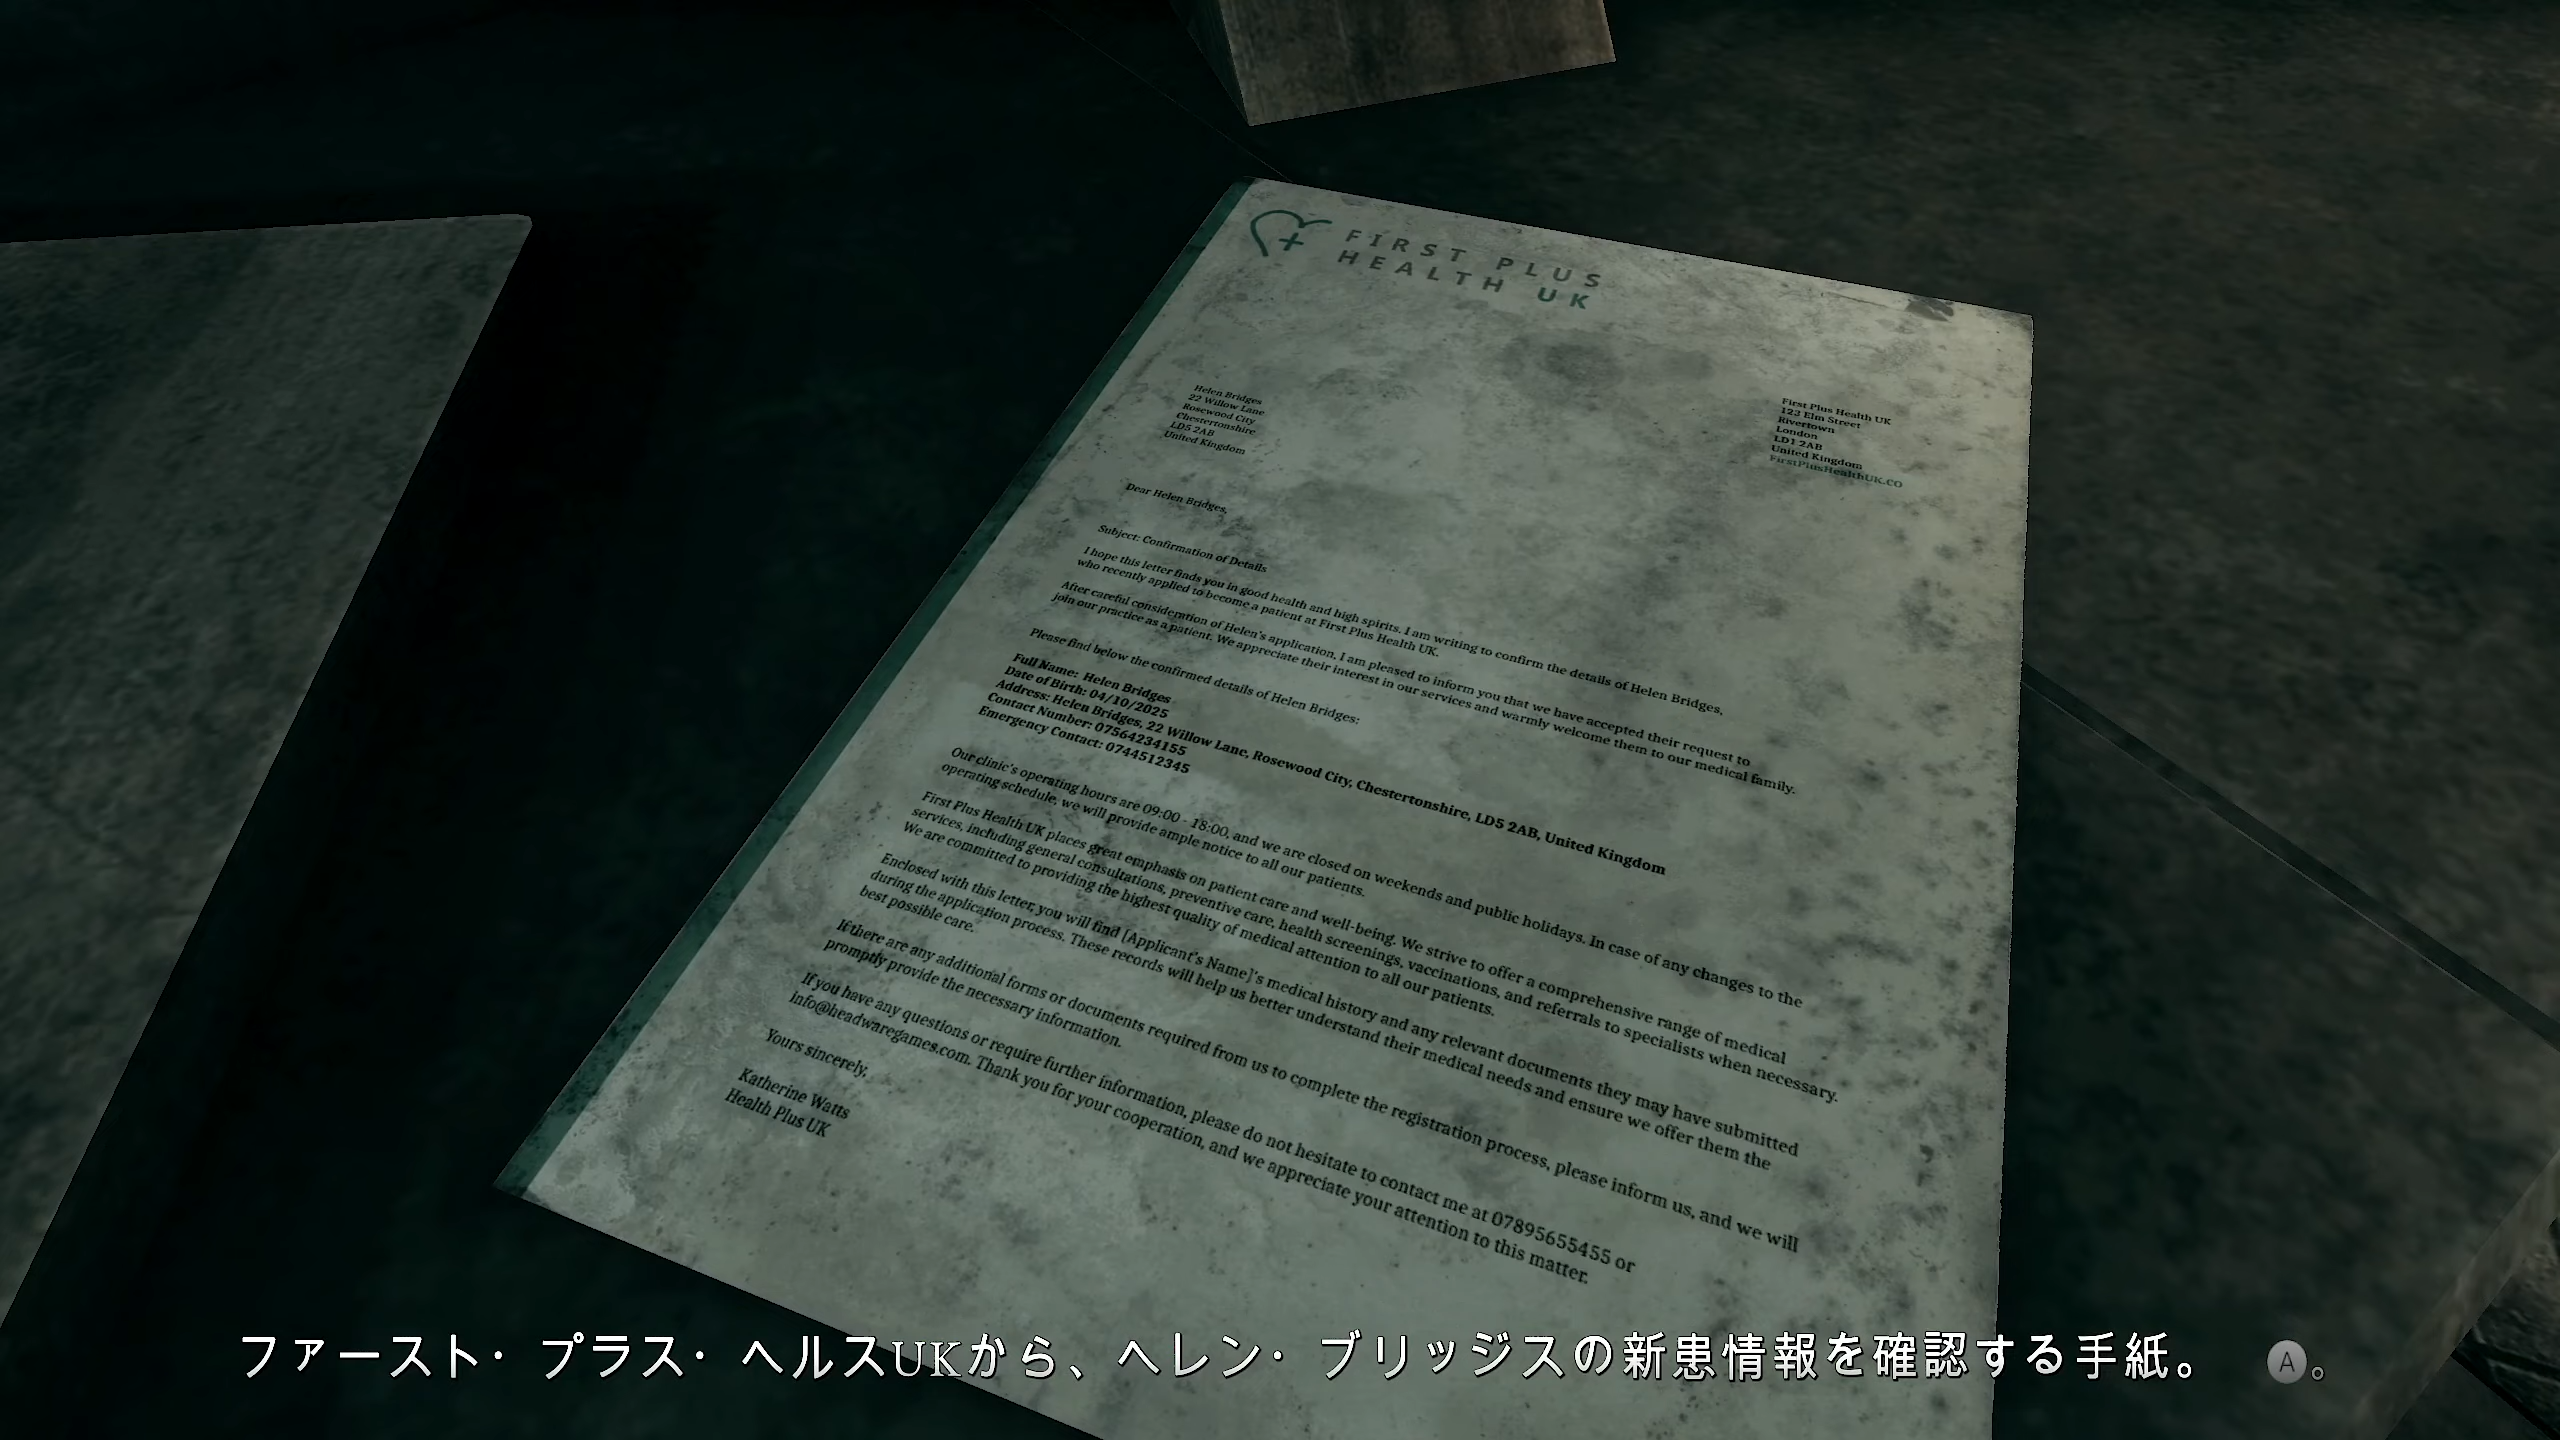 FIRST PLUS
HEALTH UK
Helen Bridges
22 Willow Lane
Rosewood City
Chestertonshire
LD5 2AB
United Kingdom
First Plus Health UK
123 Elm Street
Rivertown
London
LD1 2AB
United Kingdom
FirstPlusHealthUK.CO
Dear Helen Bridges,
Subject: Confirmation of Details
I hope this letter finds you in good health and high spirits. I am writing to confirm the details of Helen Bridges,
who recently applied to become a patient at First Plus Health UK.
After careful consideration of Helen's application, I am pleased to inform you that we have accepted their request to
join our practice as a patient. We appreciate their interest in our services and warmly welcome them to our medical family.
Please find below the confirmed details of Helen Bridges:
Full Name: Helen Bridges
Date of Birth: 04/10/2025
Address: Helen Bridges, 22 Willow Lane, Rosewood City, Chestertonshire, LD5 2AB, United Kingdom
Contact Number: 07564234155
Emergency Contact: 0744512345
Our clinic's operating hours are 09:00 - 18:00, and we are closed on weekends and public holidays. In case of any changes to the
operating schedule, we will provide ample notice to all our patients.
First Plus Health UK places great emphasis on patient care and well-being. We strive to offer a comprehensive range of medical
services, including general consultations, preventive care, health screenings, vaccinations, and referrals to specialists when necessary.
We are committed to providing the highest quality of medical attention to all our patients.
Enclosed with this letter, you will find [Applicant's Name]'s medical history and any relevant documents they may have submitted
during the application process. These records will help us better understand their medical needs and ensure we offer them the
best possible care.
If there are any additional forms or documents required from us to complete the registration process, please inform us, and we will
promptly provide the necessary information.
If you have any questions or require further information, please do not hesitate to contact me at 07895655455 or
info@headwaregames.com. Thank you for your cooperation, and we appreciate your attention to this matter.
Yours sincerely,
Katherine Watts
Health Plus UK
ファースト・プラス・ヘルスUKから、ヘレン・ブリッジスの新患情報を確認する手紙。 A。